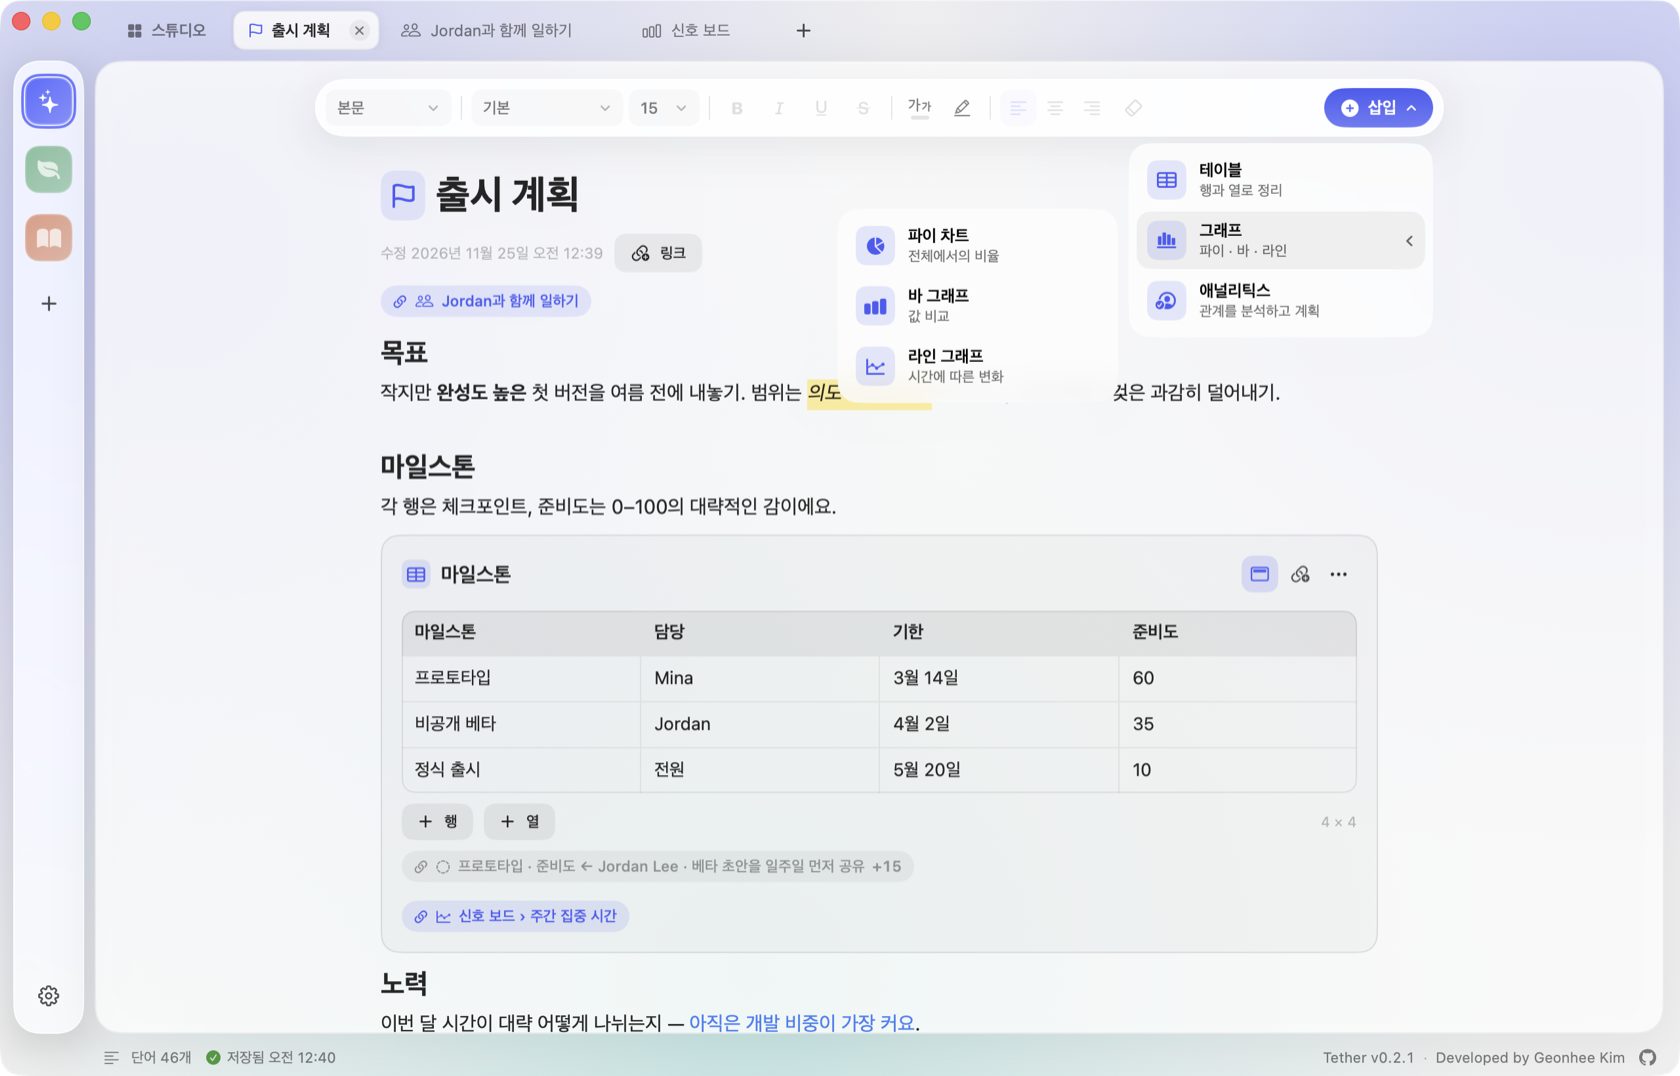 스튜디오
출시 계획
Jordan과 함께 일하기
신호 보드
본문
기본
15
B I U S
가가
삽입
테이블
행과 열로 정리
그래프
파이 · 바 · 라인
애널리틱스
관계를 분석하고 계획
파이 차트
전체에서의 비율
바 그래프
값 비교
라인 그래프
시간에 따른 변화
출시 계획
수정 2026년 11월 25일 오전 12:39
링크
Jordan과 함께 일하기
목표
작지만 완성도 높은 첫 버전을 여름 전에 내놓기. 범위는 의도 것은 과감히 덜어내기.
마일스톤
각 행은 체크포인트, 준비도는 0–100의 대략적인 감이에요.
마일스톤
마일스톤 담당 기한 준비도
프로토타입 Mina 3월 14일 60
비공개 베타 Jordan 4월 2일 35
정식 출시 전원 5월 20일 10
+ 행 + 열
4 × 4
프로토타입 · 준비도 ← Jordan Lee · 베타 초안을 일주일 먼저 공유 +15
신호 보드 › 주간 집중 시간
노력
이번 달 시간이 대략 어떻게 나뉘는지 — 아직은 개발 비중이 가장 커요.
단어 46개
저장됨 오전 12:40
Tether v0.2.1 · Developed by Geonhee Kim